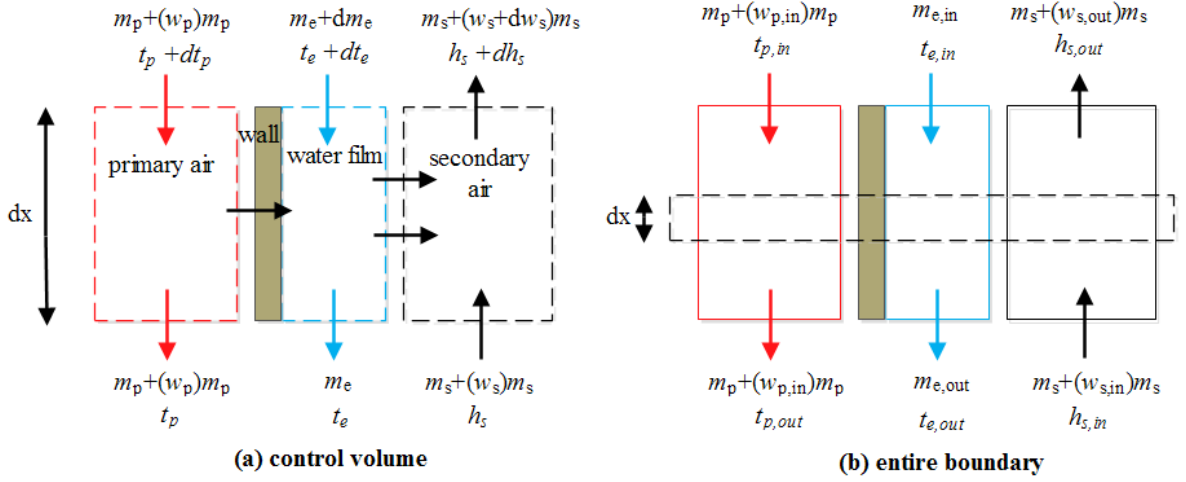 mp+(wp)mp
me+dme
ms+(ws+dws)ms
tp +dtp
te +dte
hs + dhs
wall
primary air
water film
secondary
air
dx
mp+(wp)mp
me
ms+(ws)ms
tp
te
hs
(a) control volume
mp+(wp,in)mp
me,in
ms+(ws,out)ms
tp,in
te,in
hs,out
dx
mp+(wp,in)mp
me,out
ms+(ws,in)ms
tp,out
te,out
hs,in
(b) entire boundary